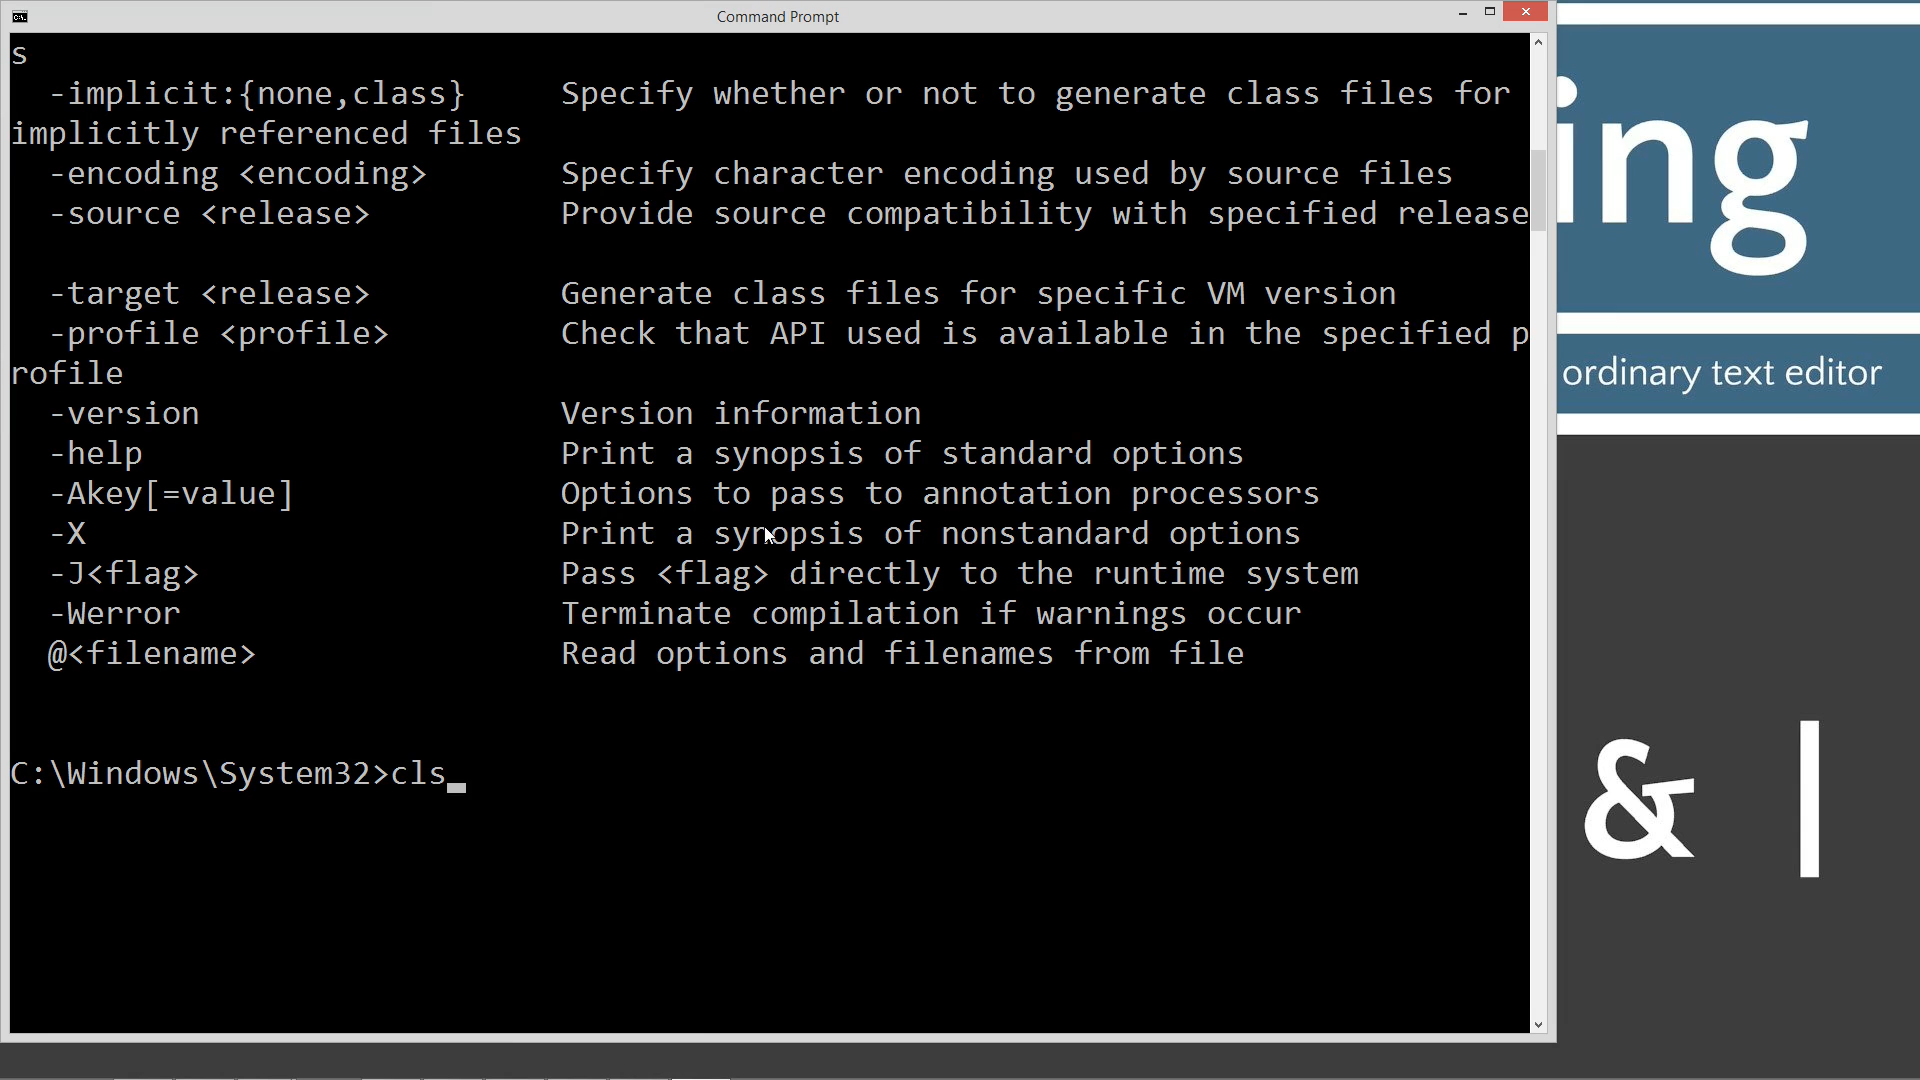 Command Prompt
s
  -implicit:{none,class}     Specify whether or not to generate class files for
implicitly referenced files
  -encoding <encoding>       Specify character encoding used by source files
  -source <release>          Provide source compatibility with specified release
  -target <release>          Generate class files for specific VM version
  -profile <profile>         Check that API used is available in the specified p
rofile
  -version                   Version information
  -help                      Print a synopsis of standard options
  -Akey[=value]              Options to pass to annotation processors
  -X                         Print a synopsis of nonstandard options
  -J<flag>                   Pass <flag> directly to the runtime system
  -Werror                    Terminate compilation if warnings occur
  @<filename>                Read options and filenames from file
C:\Windows\System32>cls_
ing
ordinary text editor
& |